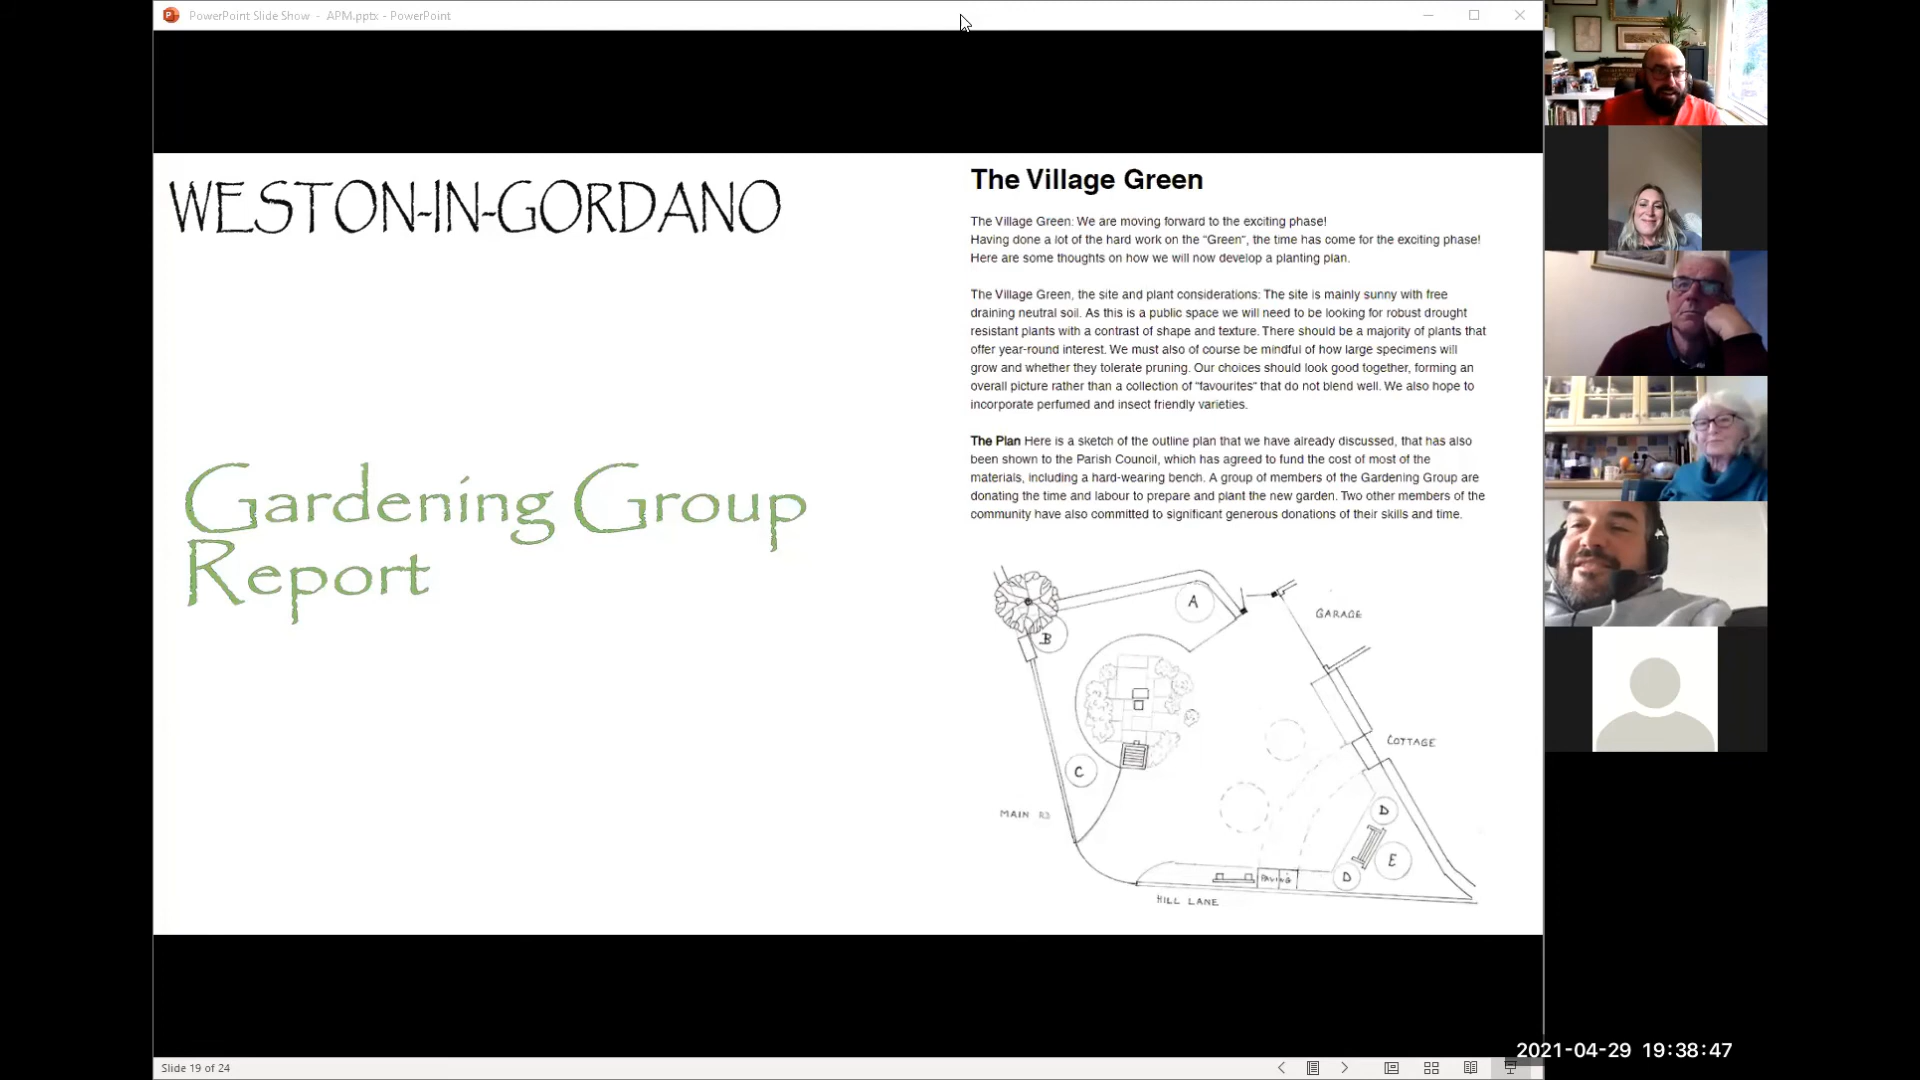 PowerPoint Slide Show - APM.pptx - PowerPoint
WESTON-IN-GORDANO
Gardening Group
Report
The Village Green
The Village Green: We are moving forward to the exciting phase!
Having done a lot of the hard work on the "Green", the time has come for the exciting phase!
Here are some thoughts on how we will now develop a planting plan.
The Village Green, the site and plant considerations: The site is mainly sunny with free
draining neutral soil. As this is a public space we will need to be looking for robust drought
resistant plants with a contrast of shape and texture. There should be a majority of plants that
offer year-round interest. We must also of course be mindful of how large specimens will
grow and whether they tolerate pruning. Our choices should look good together, forming an
overall picture rather than a collection of "favourites" that do not blend well. We also hope to
incorporate perfumed and insect friendly varieties.
The Plan Here is a sketch of the outline plan that we have already discussed, that has also
been shown to the Parish Council, which has agreed to fund the cost of most of the
materials, including a hard-wearing bench. A group of members of the Gardening Group are
donating the time and labour to prepare and plant the new garden. Two other members of the
community have also committed to significant generous donations of their skills and time.
A
GARAGE
B
COTTAGE
C
MAIN RD
D
E
D
PAVING
HILL LANE
Slide 19 of 24
2021-04-29 19:38:47